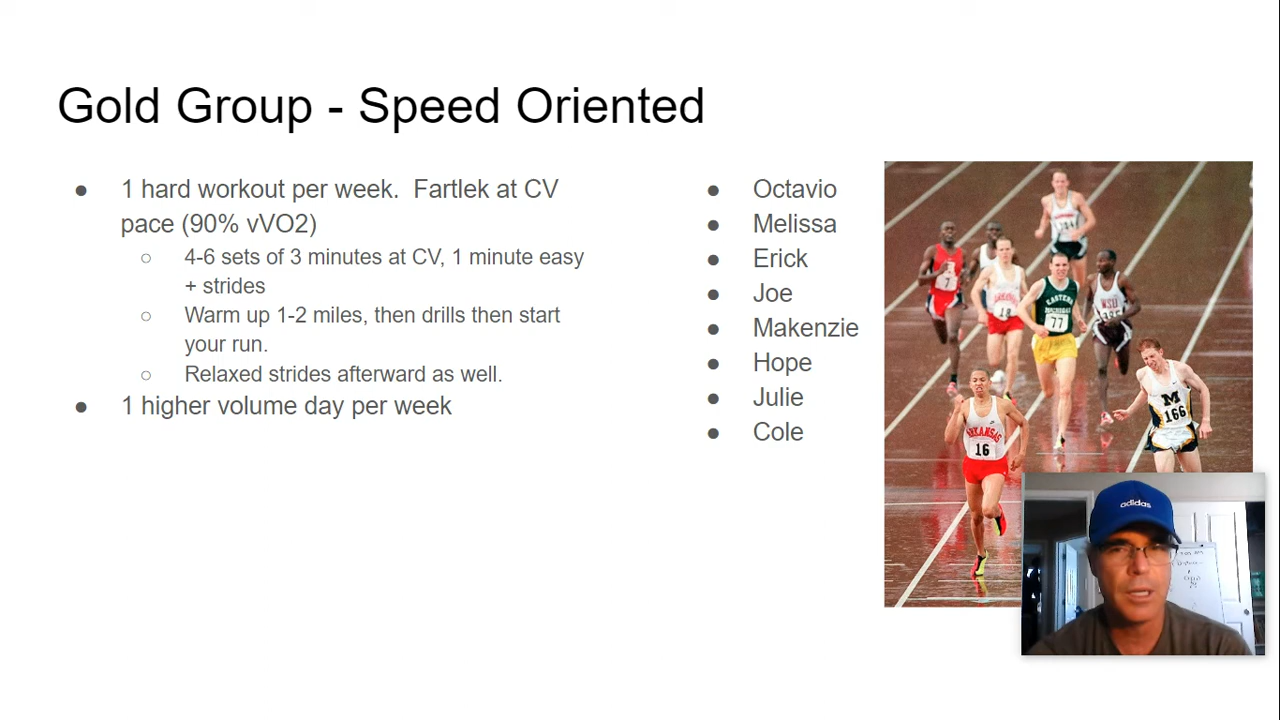 Gold Group - Speed Oriented
● 1 hard workout per week.  Fartlek at CV
pace (90% vVO2)
○ 4-6 sets of 3 minutes at CV, 1 minute easy
+ strides
○ Warm up 1-2 miles, then drills then start
your run.
○ Relaxed strides afterward as well.
● 1 higher volume day per week
● Octavio
● Melissa
● Erick
● Joe
● Makenzie
● Hope
● Julie
● Cole
7
18
EASTERN
MICHIGAN
77
WSU
ARKANSAS
16
M
166
adidas